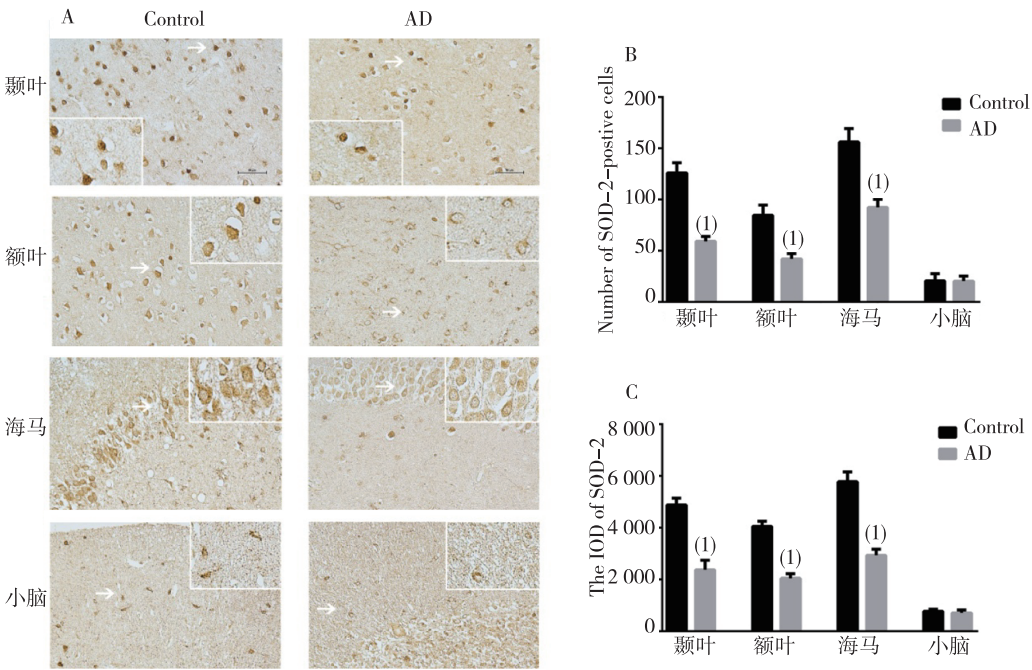 A
Control
AD
颞叶
额叶
海马
小脑
B
Number of SOD-2-postive cells
200
150
100
50
0
Control
AD
(1)
(1)
(1)
颞叶
额叶
海马
小脑
C
The IOD of SOD-2
8 000
6 000
4 000
2 000
0
Control
AD
(1)
(1)
(1)
颞叶
额叶
海马
小脑